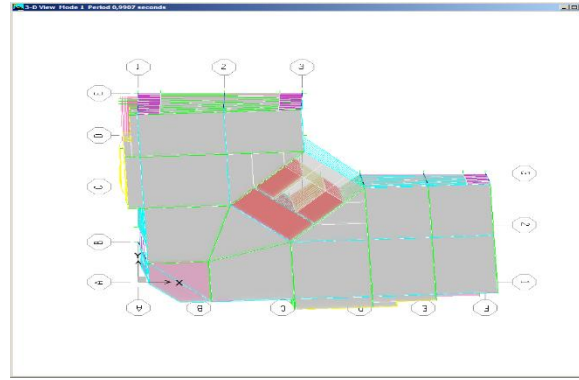 3-D View Mode 1 Period 0,9907 seconds
1 2 3
E
D
C
3
2
B
Y
X
A
1
A B C D E F